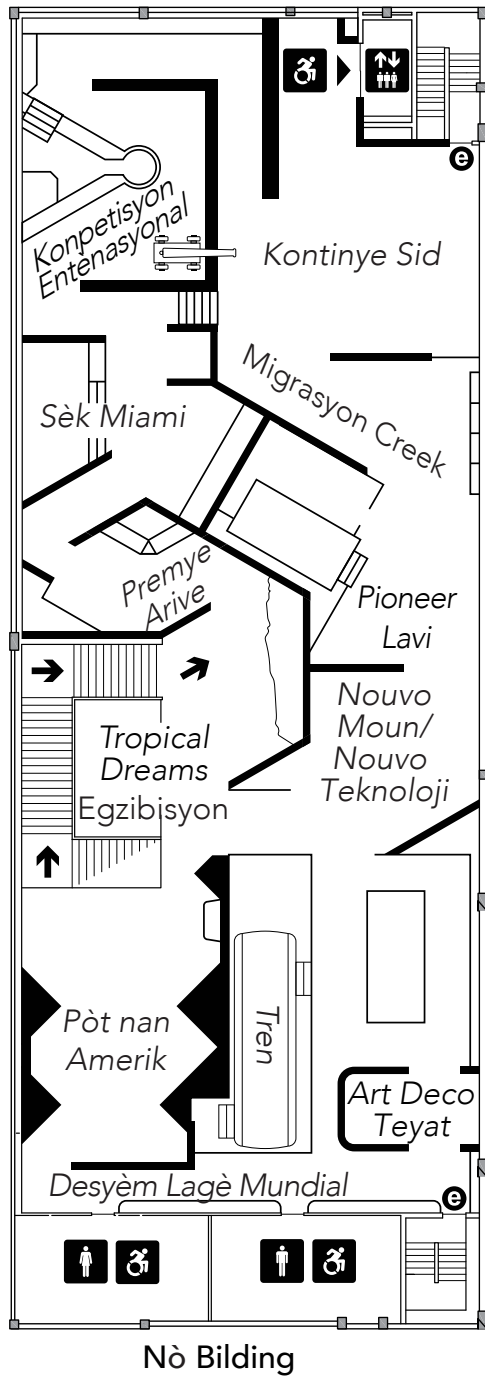 e
Konpetisyon
Entènasyonal
Kontinye Sid
Migrasyon Creek
Sèk Miami
Premye
Arive
Pioneer
Lavi
Nouvo
Moun/
Nouvo
Teknoloji
Tropical
Dreams
Egzibisyon
Pòt nan
Amerik
Tren
Art Deco
Teyat
Desyèm Lagè Mundial
e
Nò Bilding